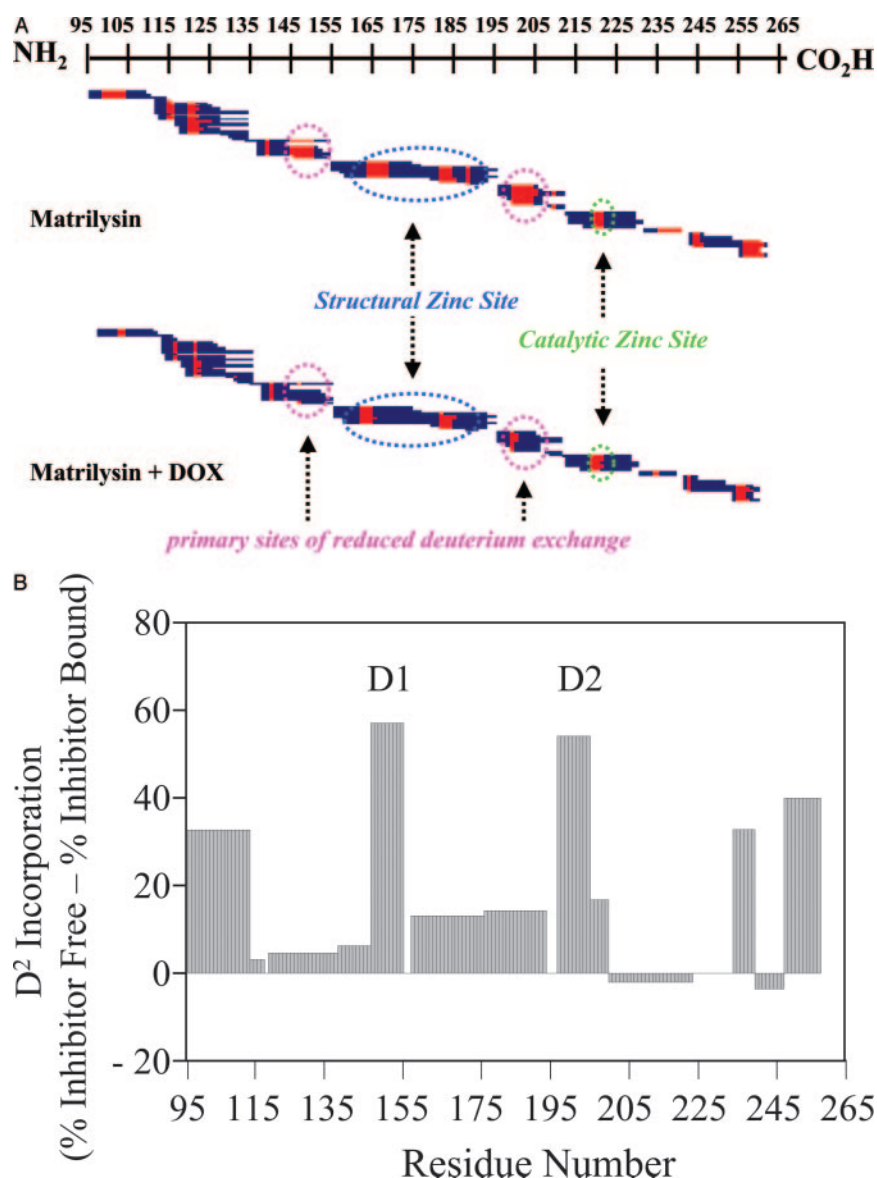 A
95 105 115 125 135 145 155 165 175 185 195 205 215 225 235 245 255 265
NH2 CO2H
Matrilysin
Structural Zinc Site
Catalytic Zinc Site
Matrilysin + DOX
primary sites of reduced deuterium exchange
B
D² Incorporation
(% Inhibitor Free – % Inhibitor Bound)
80
60
40
20
0
- 20
D1 D2
95 115 135 155 175 195 205 225 245 265
Residue Number